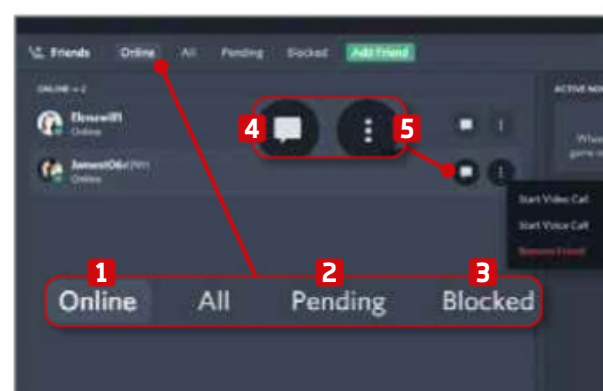 Friends Online All Pending Blocked Add Friend
ONLINE — 2
Online
Online
4
5
Start Video Call
Start Voice Call
Remove Friend
1 2 3
Online All Pending Blocked